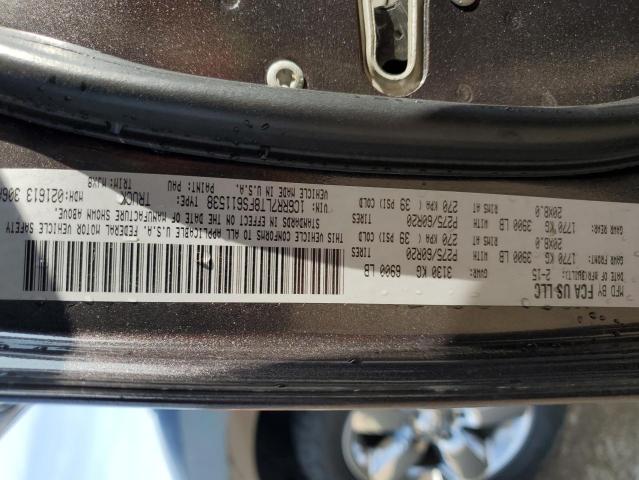 MFD BY FCA US LLC
DATE OF MFR: 2-15 GVWR: 3130 KG 6900 LB
GAWR FRONT: 1770 KG 3900 LB P275/60R20 TIRES
20X8.0 RIMS AT 270 KPA/ 39 PSI COLD
GAWR REAR: 1770 KG 3900 LB P275/60R20 TIRES
20X8.0 RIMS AT 270 KPA/ 39 PSI COLD
THIS VEHICLE CONFORMS TO ALL APPLICABLE U.S.A. FEDERAL MOTOR VEHICLE SAFETY
STANDARDS IN EFFECT ON THE DATE OF MANUFACTURE SHOWN ABOVE.
VIN: TYPE: TRUCK MDH: 021613 306A
VEHICLE MADE IN U.S.A. PAINT: PAU TRIM: MJX9